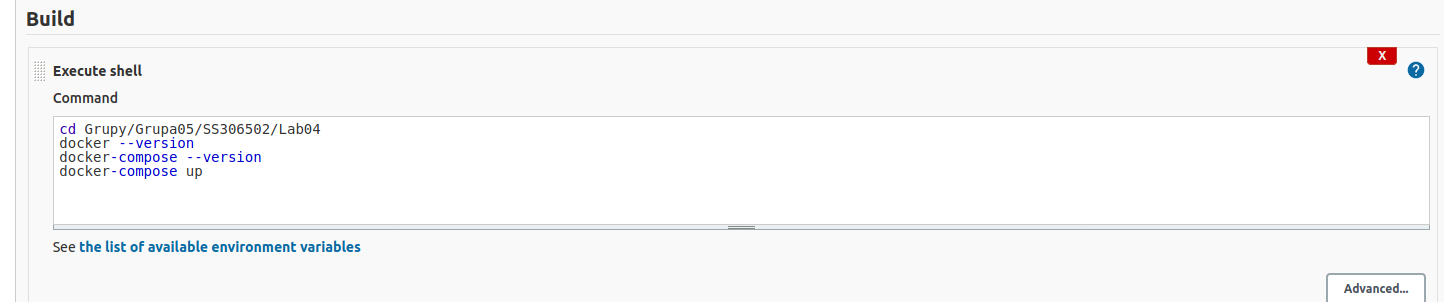 Build
X
Execute shell
?
Command
cd Grupy/Grupa05/SS306502/Lab04
docker --version
docker-compose --version
docker-compose up
See the list of available environment variables
Advanced...